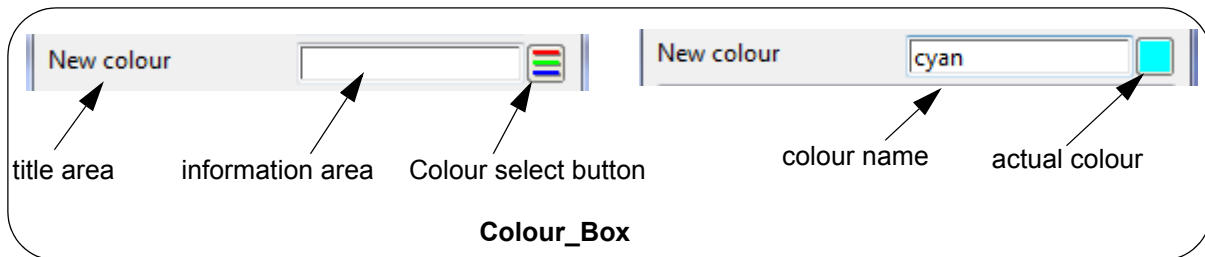 New colour
New colour cyan
title area information area Colour select button colour name actual colour
Colour_Box